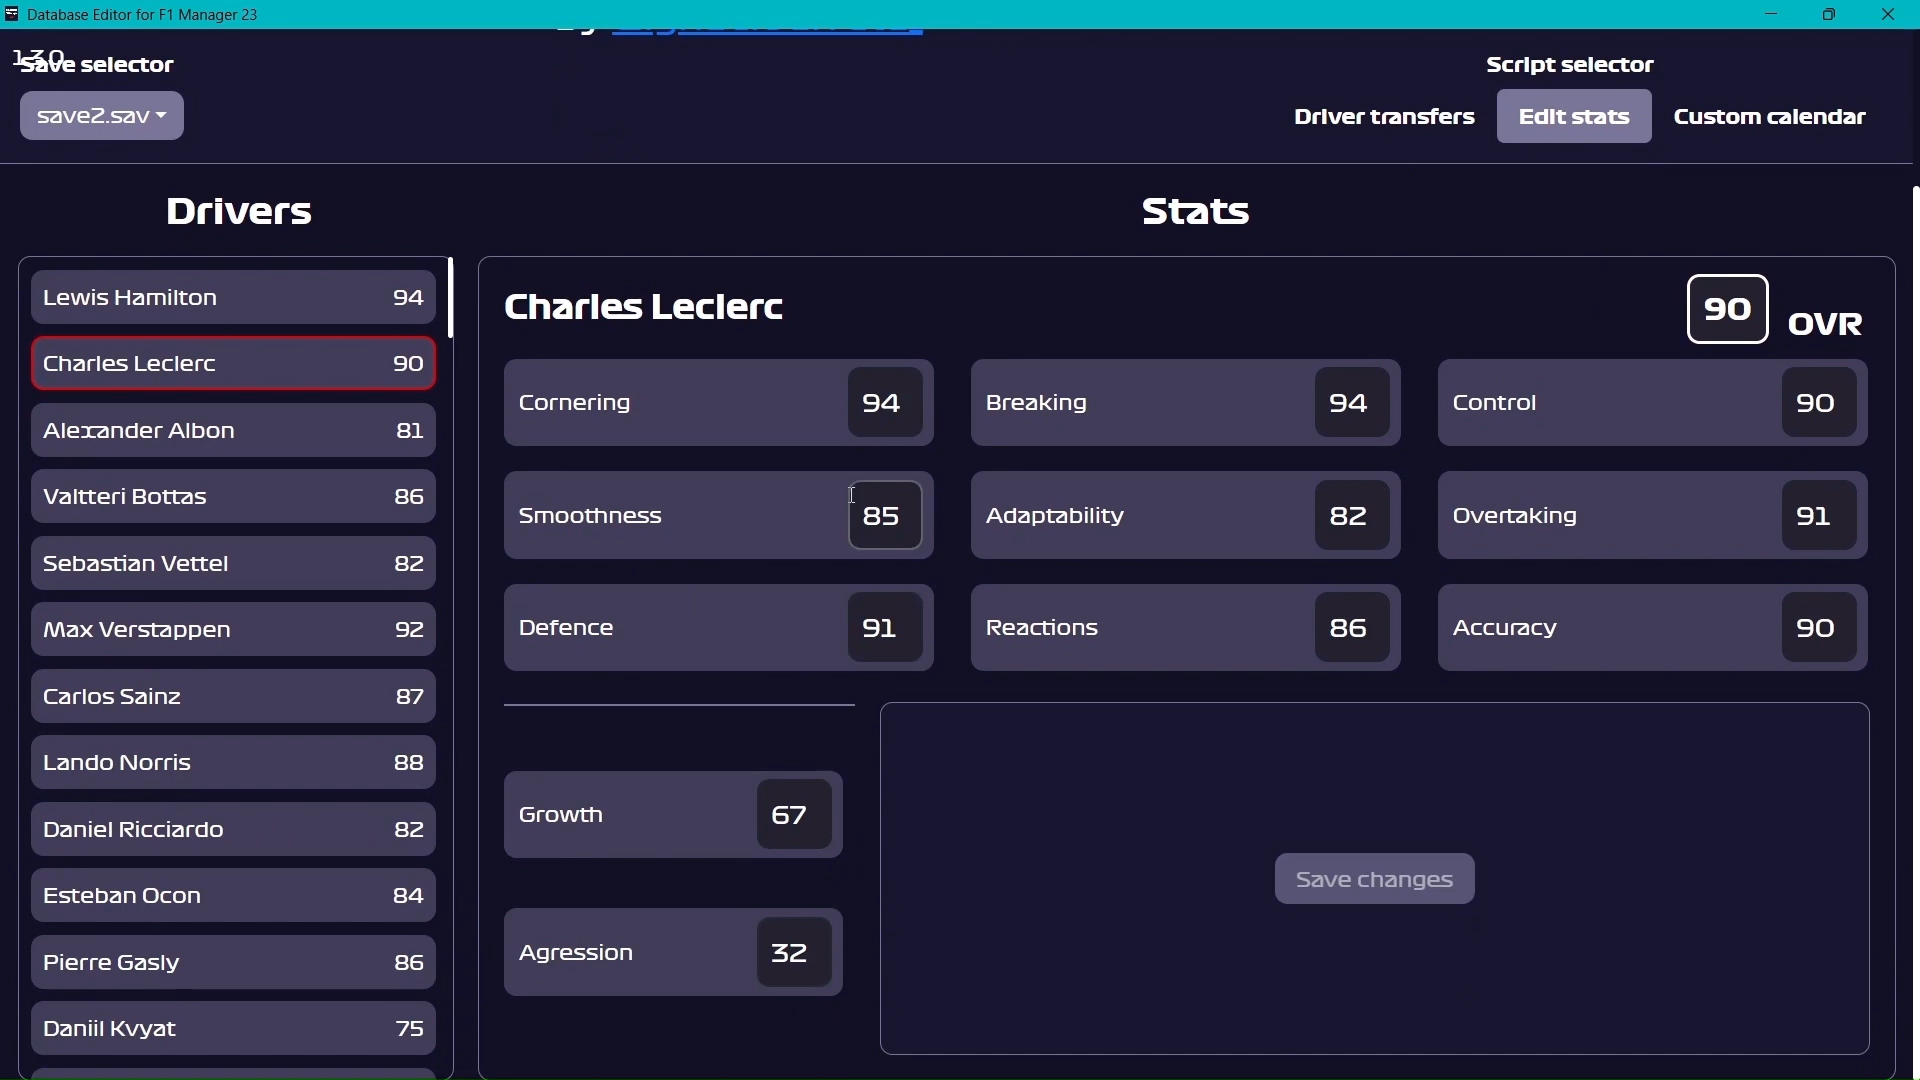 Database Editor for F1 Manager 23
1.3.0
Save selector
save2.sav
Script selector
Driver transfers
Edit stats
Custom calendar
Drivers
Lewis Hamilton 94
Charles Leclerc 90
Alexander Albon 81
Valtteri Bottas 86
Sebastian Vettel 82
Max Verstappen 92
Carlos Sainz 87
Lando Norris 88
Daniel Ricciardo 82
Esteban Ocon 84
Pierre Gasly 86
Daniil Kvyat 75
Stats
Charles Leclerc
90 OVR
Cornering 94
Breaking 94
Control 90
Smoothness 85
Adaptability 82
Overtaking 91
Defence 91
Reactions 86
Accuracy 90
Growth 67
Agression 32
Save changes